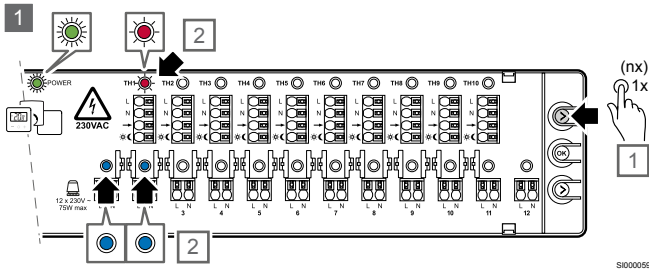 1
2
(nx)
1x
1
POWER
TH1 TH2 TH3 TH4 TH5 TH6 TH7 TH8 TH9 TH10
230VAC
L L L L L L L L L L
N N N N N N N N N N
OK
12 x 230V ~
75W max
L N L N L N L N L N L N L N L N L N L N L N L N
3 4 5 6 7 8 9 10 11 12
2
SI000059